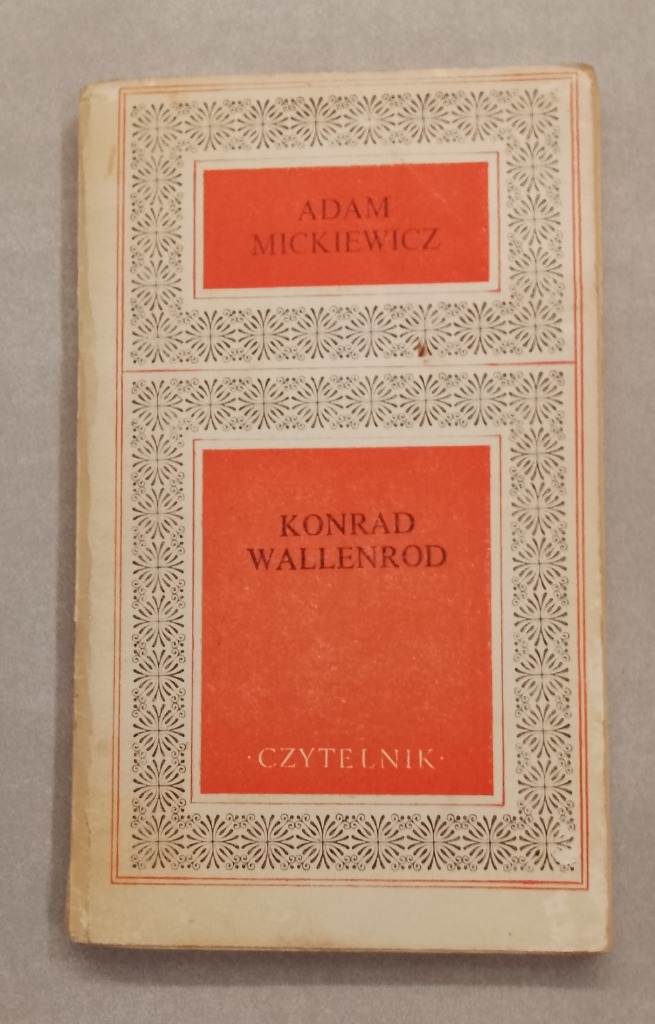 ADAM
MICKIEWICZ
KONRAD
WALLENROD
·CZYTELNIK·